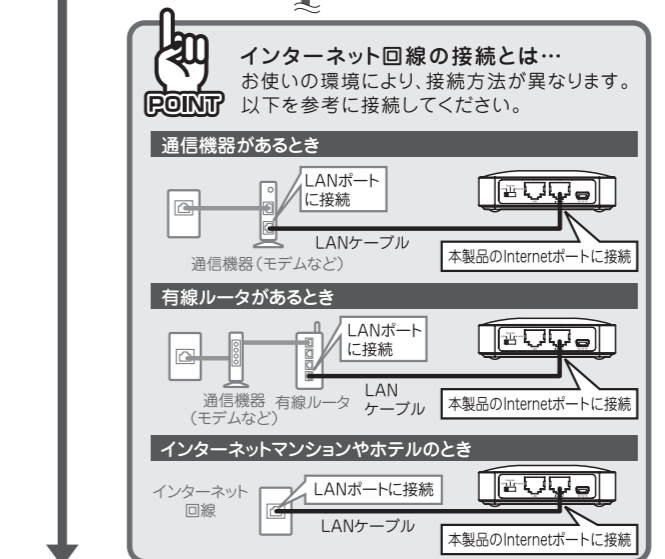 インターネット回線の接続とは…
お使いの環境により、接続方法が異なります。
POINT
以下を参考に接続してください。
通信機器があるとき
LANポート
に接続
LANケーブル
通信機器(モデムなど)
本製品のInternetポートに接続
有線ルータがあるとき
LANポート
に接続
通信機器
(モデムなど)
有線ルータ
LAN
ケーブル
本製品のInternetポートに接続
インターネットマンションやホテルのとき
インターネット
回線
LANポートに接続
LANケーブル
本製品のInternetポートに接続